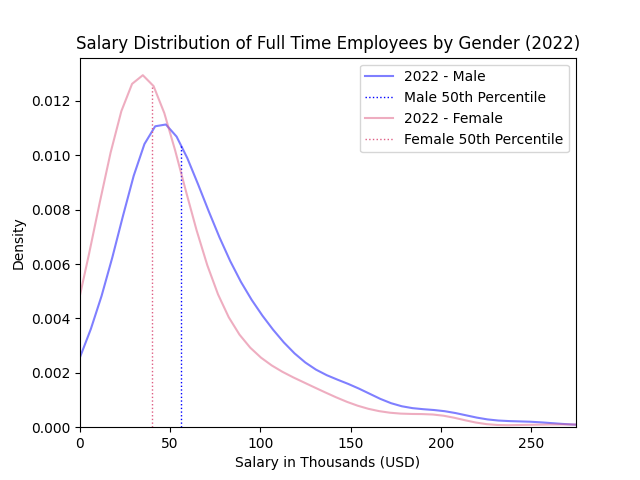 Salary Distribution of Full Time Employees by Gender (2022)
2022 - Male
Male 50th Percentile
2022 - Female
Female 50th Percentile
Density
0.012
0.010
0.008
0.006
0.004
0.002
0.000
0 50 100 150 200 250
Salary in Thousands (USD)